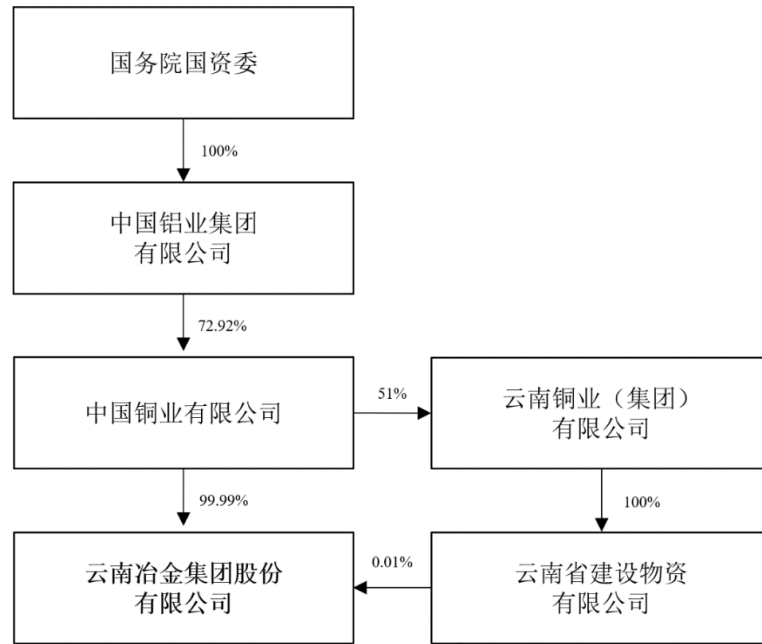 国务院国资委
100%
中国铝业集团
有限公司
72.92%
中国铜业有限公司
51%
云南铜业（集团）
有限公司
99.99%
100%
云南冶金集团股份
有限公司
0.01%
云南省建设物资
有限公司